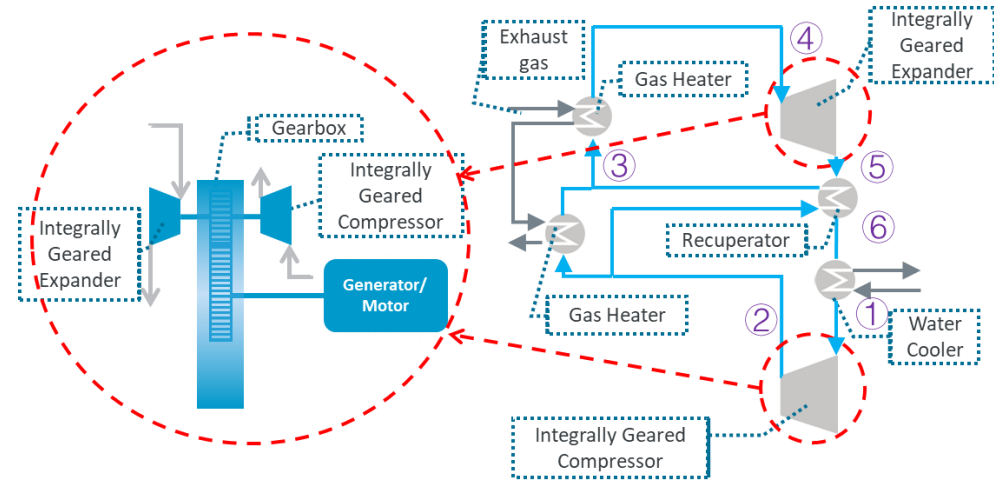 Gearbox
Integrally
Geared
Compressor
Integrally
Geared
Expander
Generator/
Motor
Exhaust
gas
Gas Heater
④
Integrally
Geared
Expander
③
⑤
Recuperator
⑥
Gas Heater
②
①
Water
Cooler
Integrally Geared
Compressor